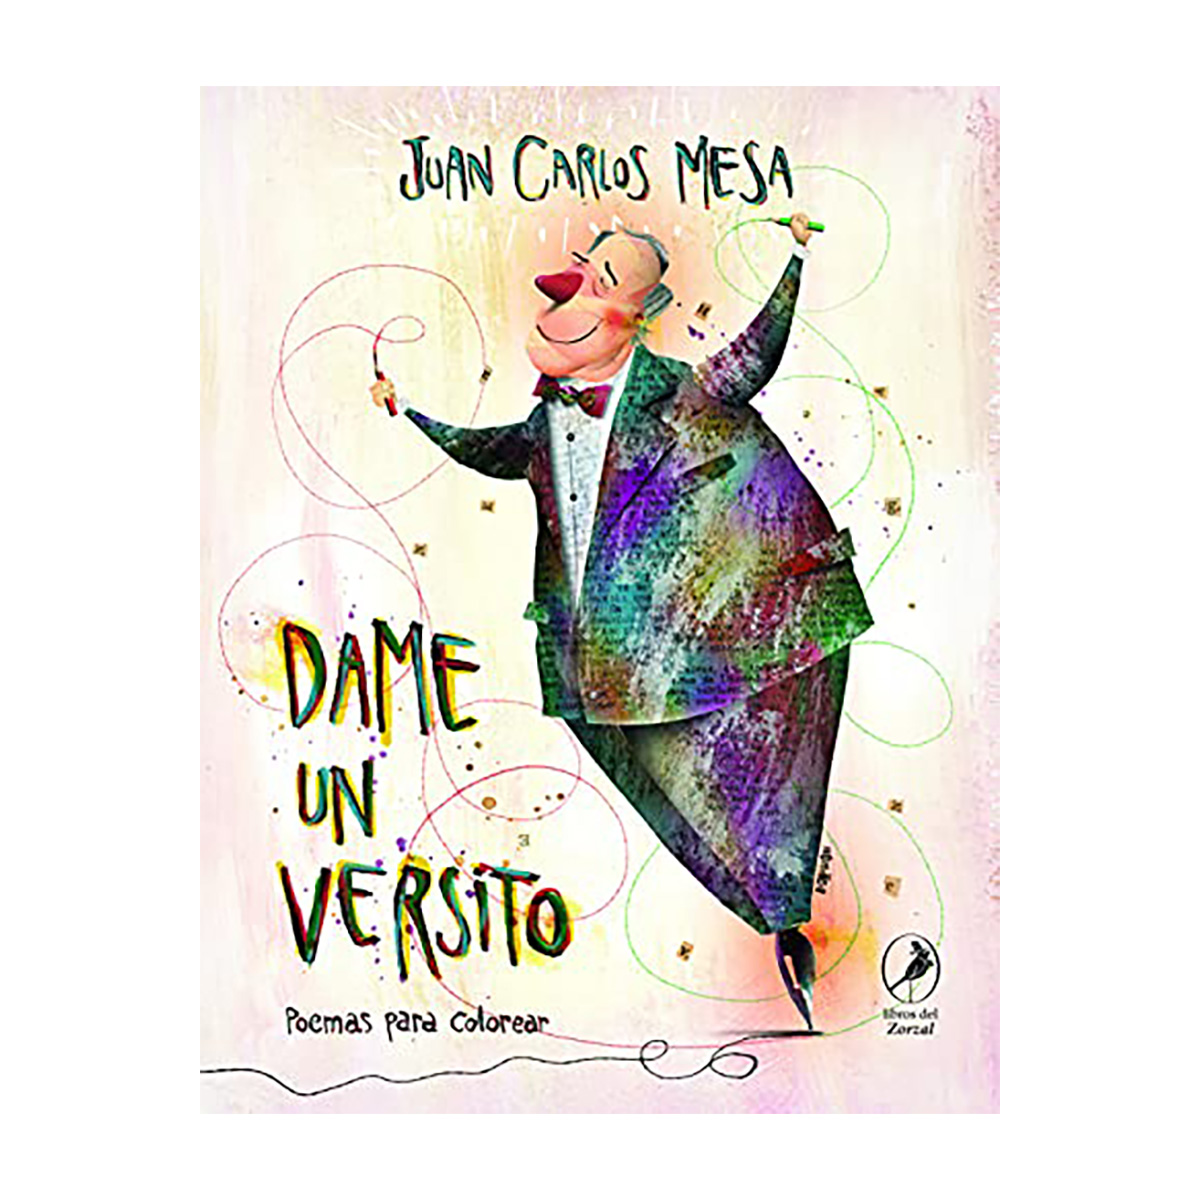 JUAN CARLOS MESA
DAME
UN
VERSITO
Poemas para colorear
libros del
Zorzal